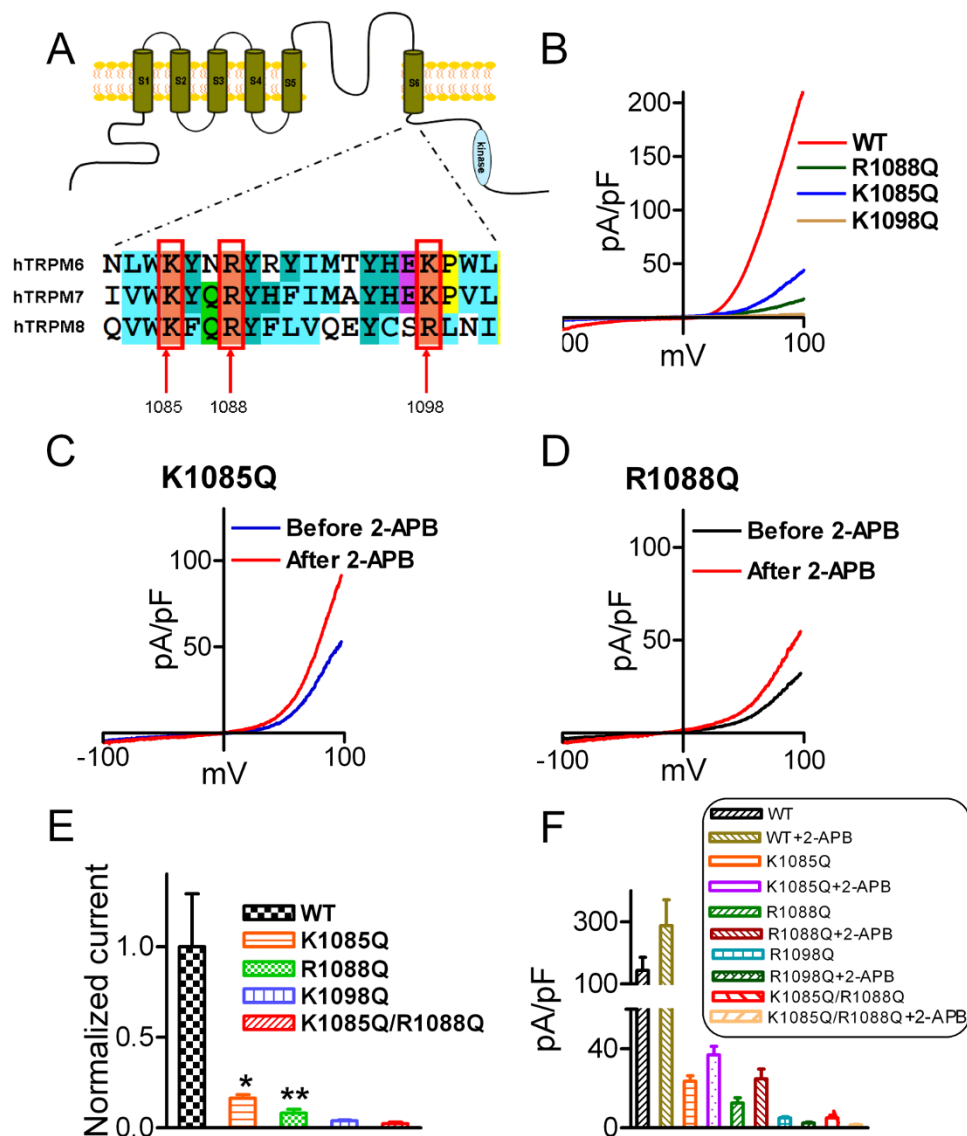 A
S1 S2 S3 S4 S5 S6
kinase
hTRPM6 NLWKYNRYRYIMTYHEKPWL
hTRPM7 IVWKYQRYHFIMAYHEKPVL
hTRPM8 QVWKFQRYFLVQEYCSRLNI
1085 1088 1098
B
200
150
100
50
pA/pF
WT
R1088Q
K1085Q
K1098Q
00
mV
100
C
K1085Q
Before 2-APB
After 2-APB
100
50
pA/pF
-100
mV
100
D
R1088Q
Before 2-APB
After 2-APB
100
50
pA/pF
-100
mV
100
E
Normalized current
1.0
0.5
0.0
* **
WT
K1085Q
R1088Q
K1098Q
K1085Q/R1088Q
F
pA/pF
300
100
40
0
WT
WT+2-APB
K1085Q
K1085Q+2-APB
R1088Q
R1088Q+2-APB
R1098Q
R1098Q+2-APB
K1085Q/R1088Q
K1085Q/R1088Q+2-APB